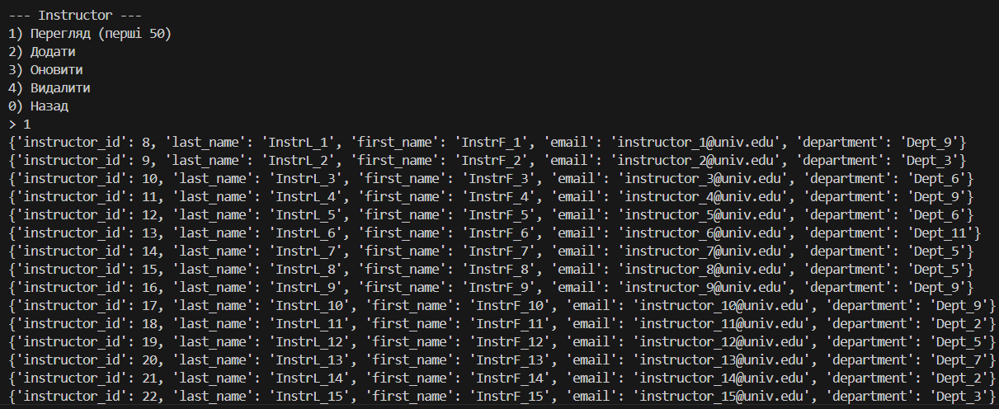 --- Instructor ---
1) Перегляд (перші 50)
2) Додати
3) Оновити
4) Видалити
0) Назад
> 1
{'instructor_id': 8, 'last_name': 'InstrL_1', 'first_name': 'InstrF_1', 'email': 'instructor_1@univ.edu', 'department': 'Dept_9'}
{'instructor_id': 9, 'last_name': 'InstrL_2', 'first_name': 'InstrF_2', 'email': 'instructor_2@univ.edu', 'department': 'Dept_3'}
{'instructor_id': 10, 'last_name': 'InstrL_3', 'first_name': 'InstrF_3', 'email': 'instructor_3@univ.edu', 'department': 'Dept_6'}
{'instructor_id': 11, 'last_name': 'InstrL_4', 'first_name': 'InstrF_4', 'email': 'instructor_4@univ.edu', 'department': 'Dept_9'}
{'instructor_id': 12, 'last_name': 'InstrL_5', 'first_name': 'InstrF_5', 'email': 'instructor_5@univ.edu', 'department': 'Dept_6'}
{'instructor_id': 13, 'last_name': 'InstrL_6', 'first_name': 'InstrF_6', 'email': 'instructor_6@univ.edu', 'department': 'Dept_11'}
{'instructor_id': 14, 'last_name': 'InstrL_7', 'first_name': 'InstrF_7', 'email': 'instructor_7@univ.edu', 'department': 'Dept_5'}
{'instructor_id': 15, 'last_name': 'InstrL_8', 'first_name': 'InstrF_8', 'email': 'instructor_8@univ.edu', 'department': 'Dept_5'}
{'instructor_id': 16, 'last_name': 'InstrL_9', 'first_name': 'InstrF_9', 'email': 'instructor_9@univ.edu', 'department': 'Dept_9'}
{'instructor_id': 17, 'last_name': 'InstrL_10', 'first_name': 'InstrF_10', 'email': 'instructor_10@univ.edu', 'department': 'Dept_9'}
{'instructor_id': 18, 'last_name': 'InstrL_11', 'first_name': 'InstrF_11', 'email': 'instructor_11@univ.edu', 'department': 'Dept_2'}
{'instructor_id': 19, 'last_name': 'InstrL_12', 'first_name': 'InstrF_12', 'email': 'instructor_12@univ.edu', 'department': 'Dept_5'}
{'instructor_id': 20, 'last_name': 'InstrL_13', 'first_name': 'InstrF_13', 'email': 'instructor_13@univ.edu', 'department': 'Dept_7'}
{'instructor_id': 21, 'last_name': 'InstrL_14', 'first_name': 'InstrF_14', 'email': 'instructor_14@univ.edu', 'department': 'Dept_2'}
{'instructor_id': 22, 'last_name': 'InstrL_15', 'first_name': 'InstrF_15', 'email': 'instructor_15@univ.edu', 'department': 'Dept_3'}